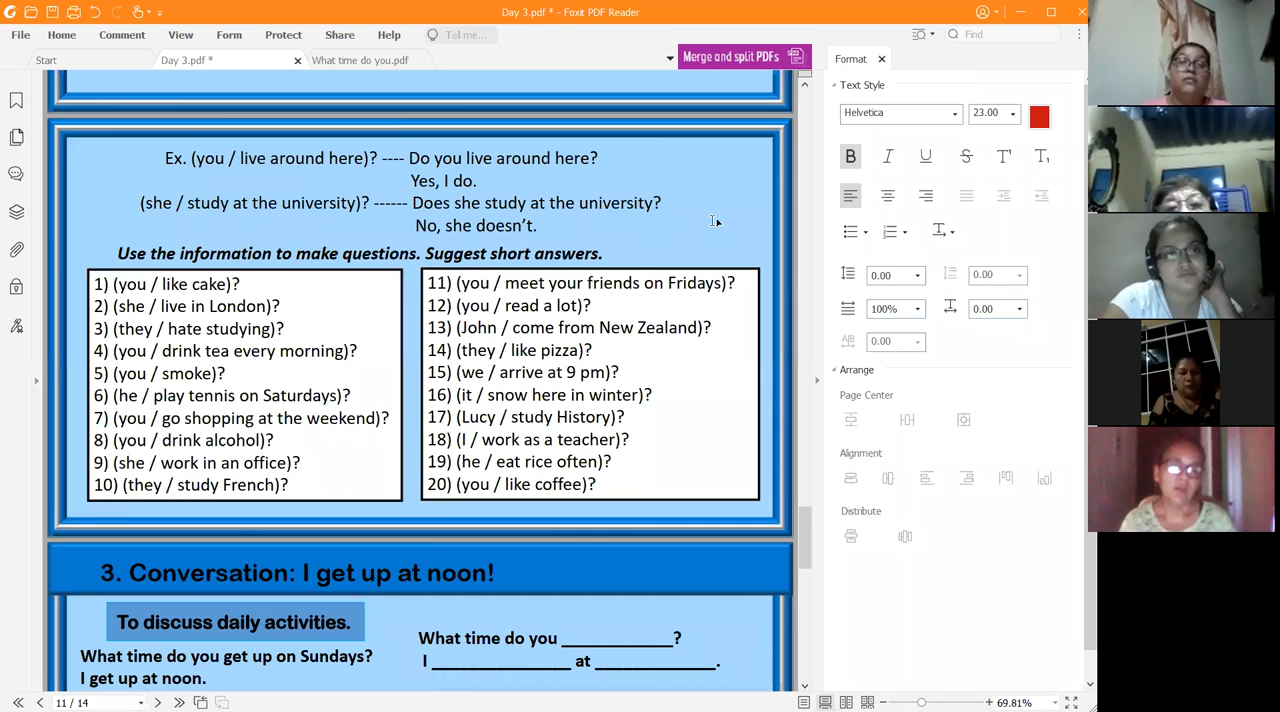 Day 3.pdf * - Foxit PDF Reader
File Home Comment View Form Protect Share Help Tell me... Find
Start Day 3.pdf * What time do you.pdf Merge and split PDFs
Ex. (you / live around here)? ---- Do you live around here?
Yes, I do.
(she / study at the university)? ------ Does she study at the university?
No, she doesn't.
Use the information to make questions. Suggest short answers.
1) (you / like cake)?
2) (she / live in London)?
3) (they / hate studying)?
4) (you / drink tea every morning)?
5) (you / smoke)?
6) (he / play tennis on Saturdays)?
7) (you / go shopping at the weekend)?
8) (you / drink alcohol)?
9) (she / work in an office)?
10) (they / study French)?
11) (you / meet your friends on Fridays)?
12) (you / read a lot)?
13) (John / come from New Zealand)?
14) (they / like pizza)?
15) (we / arrive at 9 pm)?
16) (it / snow here in winter)?
17) (Lucy / study History)?
18) (I / work as a teacher)?
19) (he / eat rice often)?
20) (you / like coffee)?
3. Conversation: I get up at noon!
To discuss daily activities.
What time do you get up on Sundays?
I get up at noon.
What time do you ___________?
I ______________ at ____________.
Format
Text Style
Helvetica 23.00
B I U S T T
0.00 0.00
100% 0.00
0.00
Arrange
Page Center
Alignment
Distribute
11 / 14
69.81%